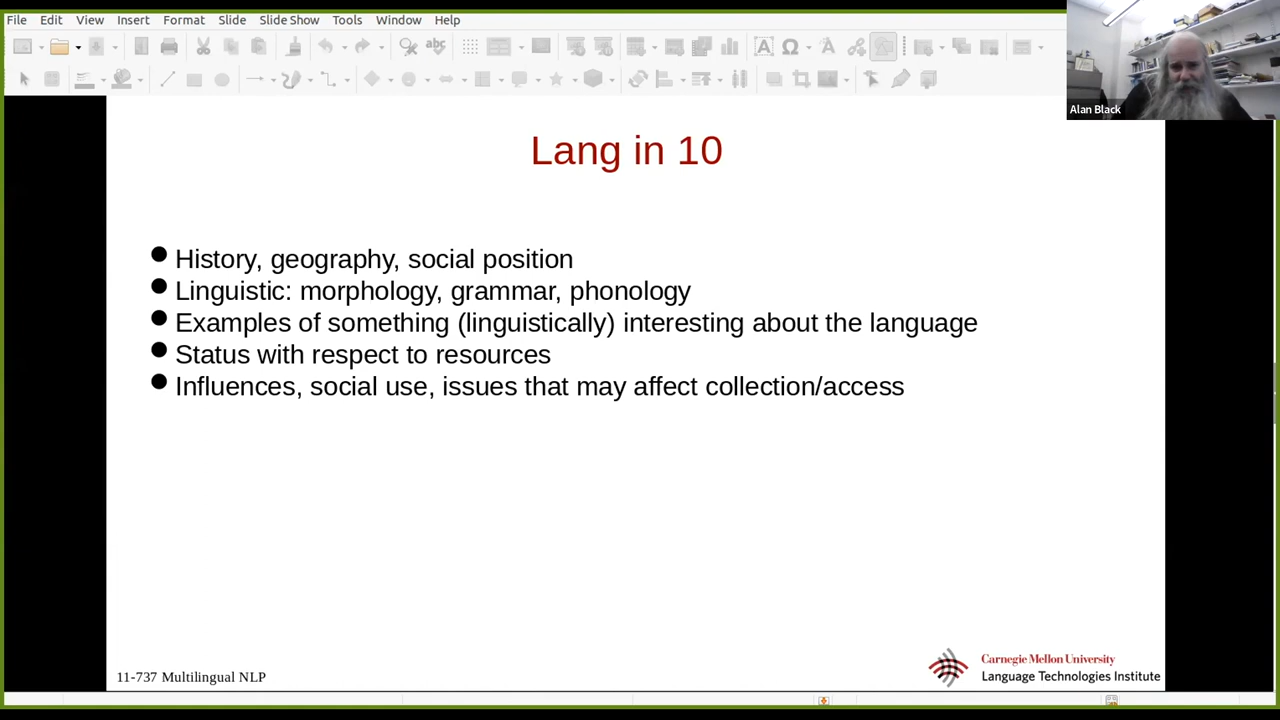 File Edit View Insert Format Slide Slide Show Tools Window Help
abc
Alan Black
Lang in 10
History, geography, social position
Linguistic: morphology, grammar, phonology
Examples of something (linguistically) interesting about the language
Status with respect to resources
Influences, social use, issues that may affect collection/access
11-737 Multilingual NLP
Carnegie Mellon University
Language Technologies Institute